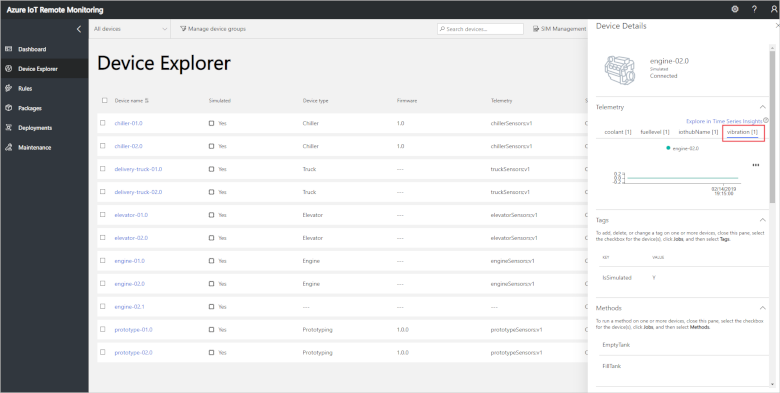 Azure IoT Remote Monitoring
Dashboard
Device Explorer
Rules
Packages
Deployments
Maintenance
All devices
Manage device groups
Search devices...
SIM Management
Device Explorer
Device name Simulated Device type Firmware Telemetry S
chiller-01.0 Yes Chiller 1.0 chillerSensors;v1 C
chiller-02.0 Yes Chiller 1.0 chillerSensors;v1 C
delivery-truck-01.0 Yes Truck ---- truckSensors;v1 C
delivery-truck-02.0 Yes Truck ---- truckSensors;v1 C
elevator-01.0 Yes Elevator ---- elevatorSensors;v1 C
elevator-02.0 Yes Elevator ---- elevatorSensors;v1 C
engine-01.0 Yes Engine ---- engineSensors;v1 C
engine-02.0 Yes Engine ---- engineSensors;v1 C
engine-02.1 Yes ---- ---- ---- C
prototype-01.0 Yes Prototyping 1.0.0 prototypeSensors;v1 C
prototype-02.0 Yes Prototyping 1.0.0 prototypeSensors;v1 C
Device Details
engine-02.0
Simulated
Connected
Telemetry
Explore in Time Series Insights
coolant [1] fuellevel [1] iothubName [1] vibration [1]
engine-02.0
0.2
0.0
-0.2
02/14/2019
19:15:00
Tags
To add, delete, or change a tag on one or more devices, close this pane, select
the checkbox for the device(s), click Jobs, and then select Tags.
KEY VALUE
IsSimulated Y
Methods
To run a method on one or more devices, close this pane, select the checkbox
for the device(s), click Jobs, and then select Methods.
EmptyTank
FillTank